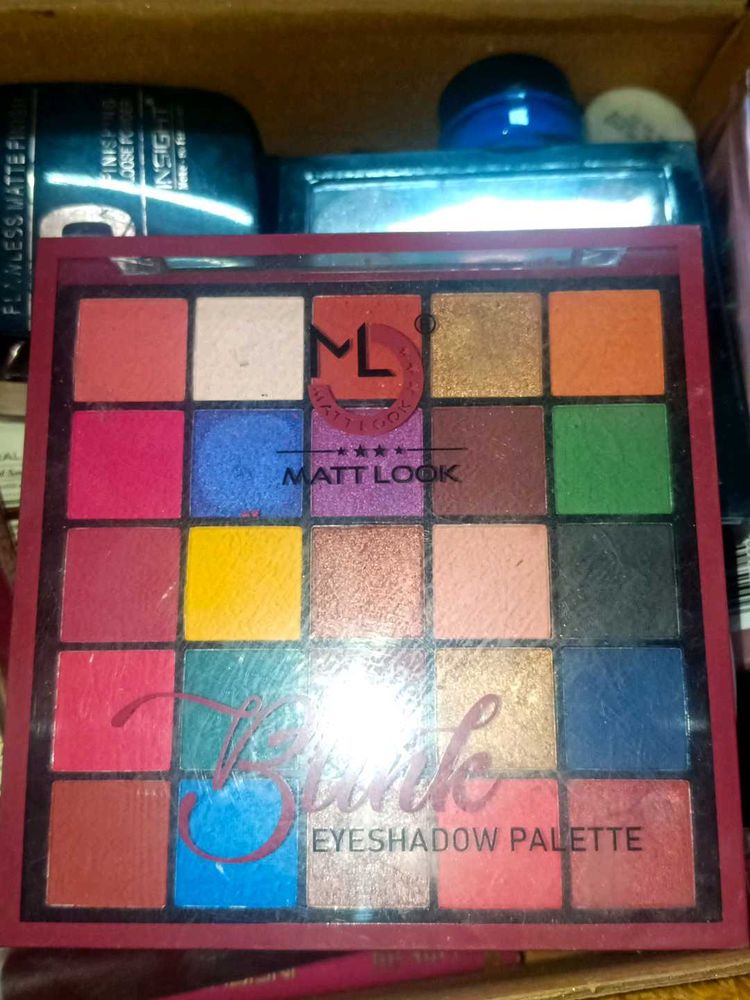 FLAWLESS MATTE FINISH
FINISHING
LOOSE POWDER
INSIGHT®
ML®
MATT LOOK
MATT LOOK
Blink
EYESHADOW PALETTE